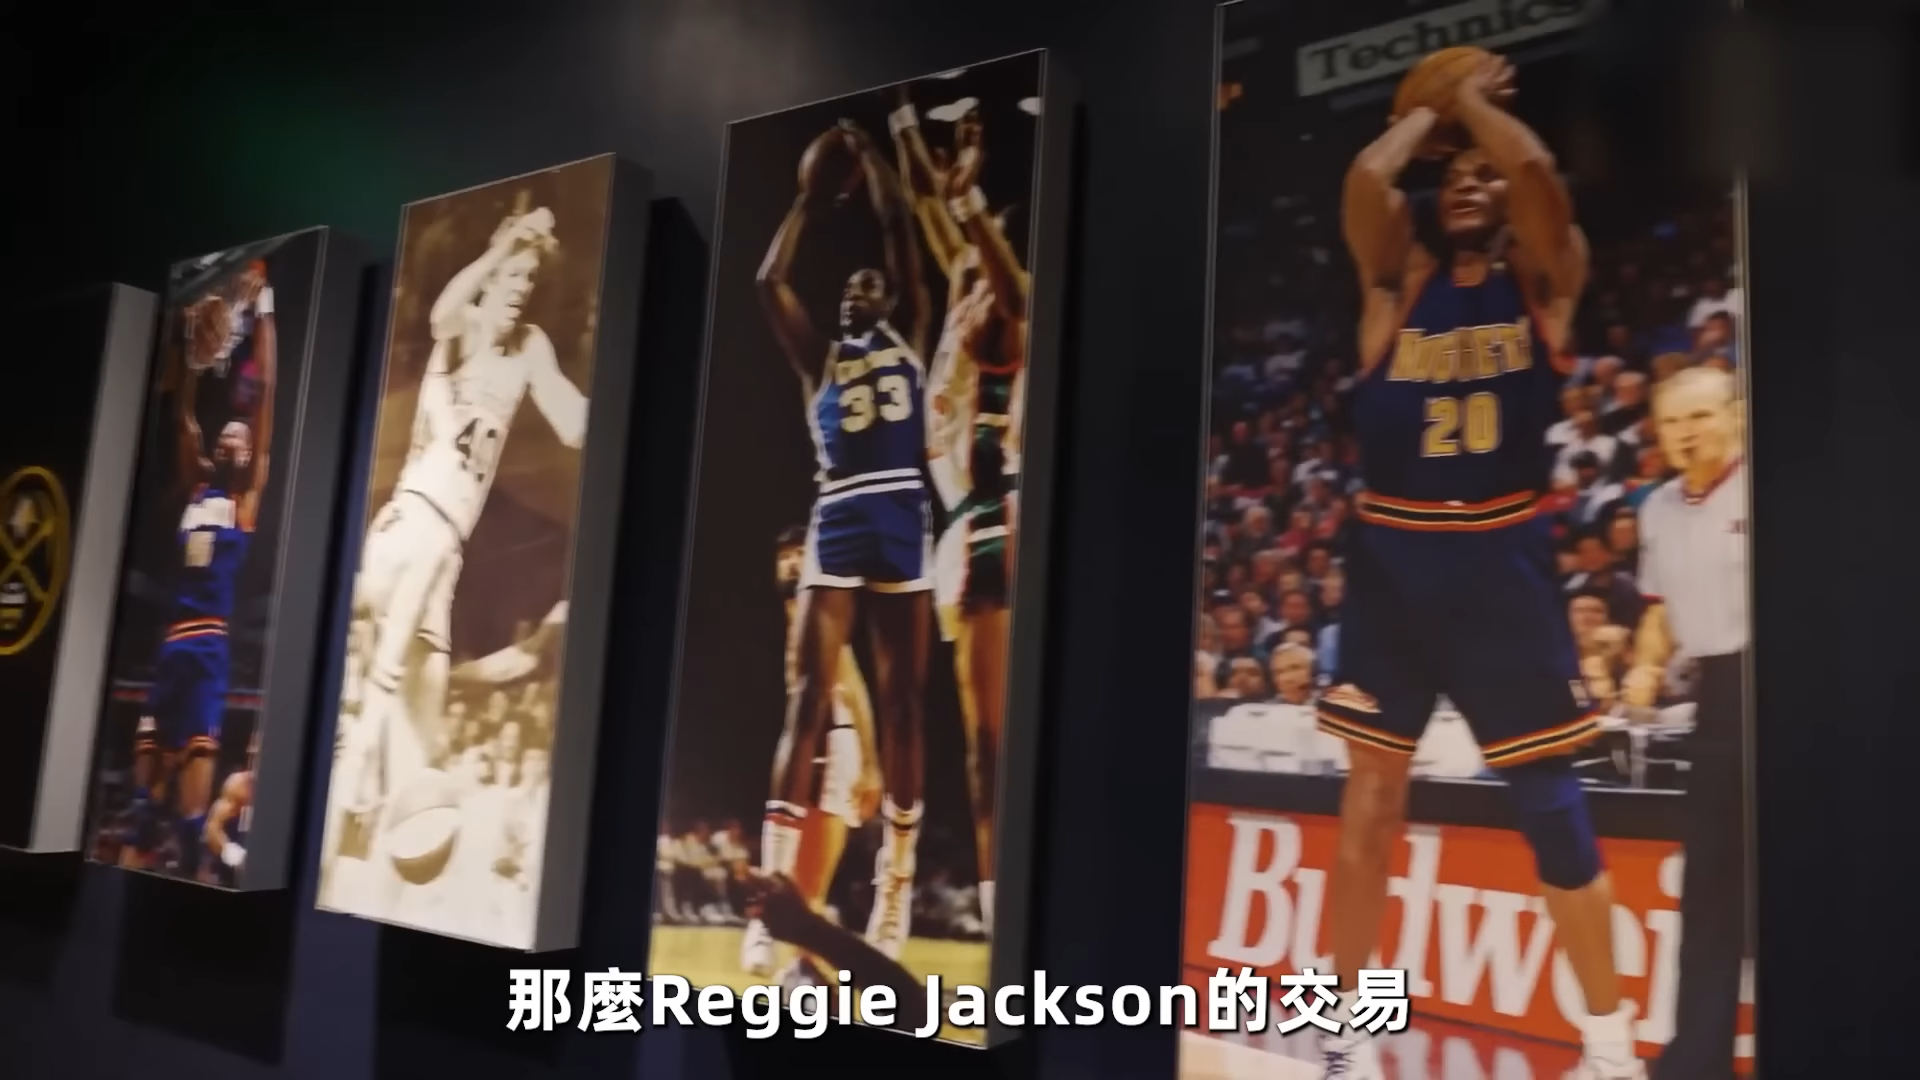 Technics
NUGGETS
20
33
40
Budwei
那麼Reggie Jackson的交易